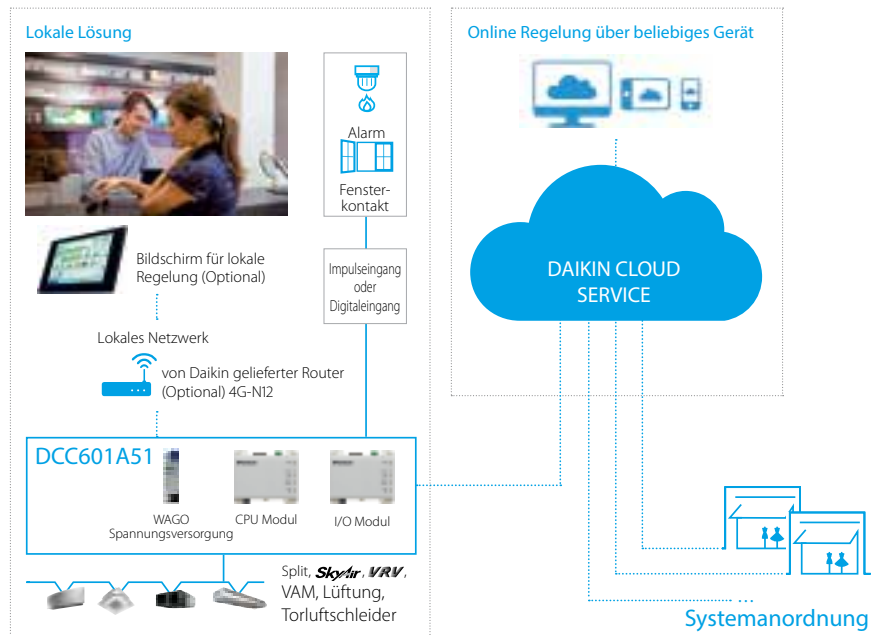 Lokale Lösung
Alarm
Fenster-
kontakt
Bildschirm für lokale
Regelung (Optional)
Impulseingang
oder
Digitaleingang
Lokales Netzwerk
von Daikin gelieferter Router
(Optional) 4G-N12
DCC601A51
WAGO
Spannungsversorgung
CPU Modul
I/O Modul
Split, SkyAir, VRV,
VAM, Lüftung,
Torluftschleider
Online Regelung über beliebiges Gerät
DAIKIN CLOUD
SERVICE
...
Systemanordnung